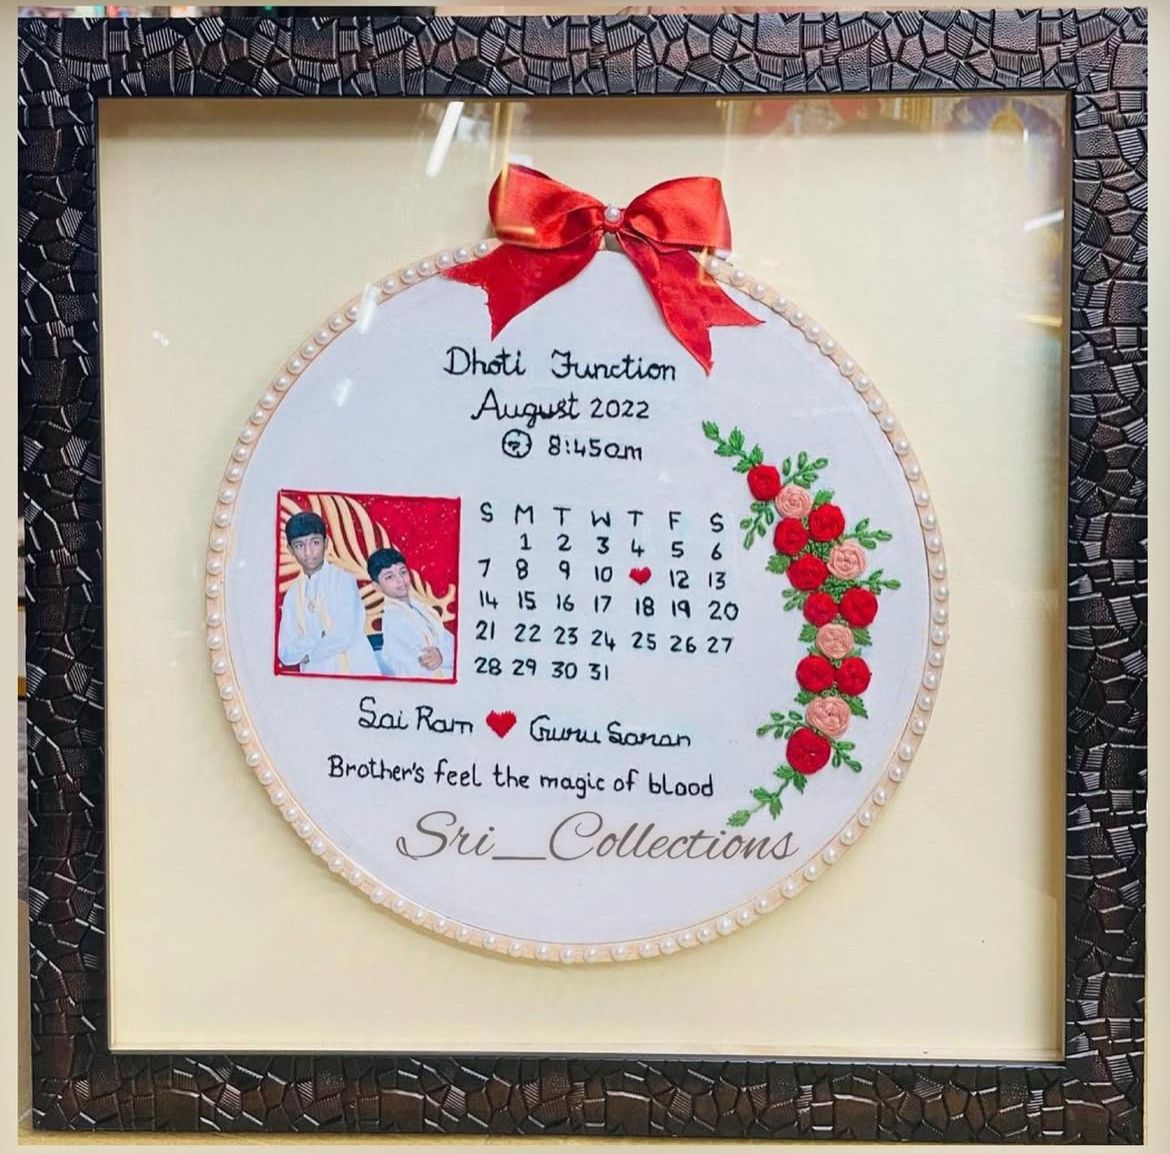 Dhoti Function
August 2022
8:45am
S M T W T F S
1 2 3 4 5 6
7 8 9 10 ♥ 12 13
14 15 16 17 18 19 20
21 22 23 24 25 26 27
28 29 30 31
Sai Ram ♥ Guru Saran
Brother's feel the magic of blood
Sri_Collections